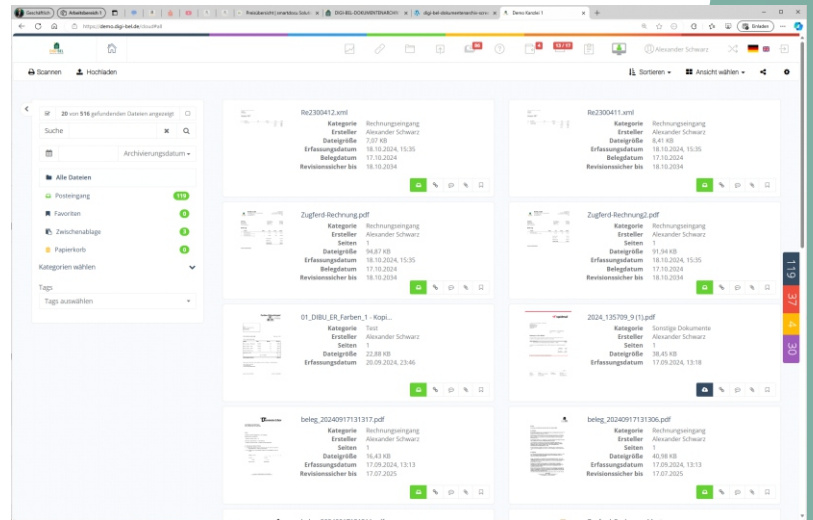 Geschäftlich
Arbeitsbereich 1
Demo Kanzlei 1
https://demo.digi-bel.de/cloud#all
Einladen
18 / 17
Alexander Schwarz
Scannen
Hochladen
Sortieren
Ansicht wählen
20 von 516 gefundenden Dateien angezeigt
Suche
Archivierungsdatum
Alle Dateien
Posteingang 119
Favoriten 0
Zwischenablage 3
Papierkorb 0
Kategorien wählen
Tags
Tags auswählen
Re2300412.xml
Kategorie Rechnungseingang
Ersteller Alexander Schwarz
Dateigröße 7,07 KB
Erfassungsdatum 18.10.2024, 15:35
Belegdatum 17.10.2024
Revisionssicher bis 18.10.2034
Re2300411.xml
Kategorie Rechnungseingang
Ersteller Alexander Schwarz
Dateigröße 8,41 KB
Erfassungsdatum 18.10.2024, 15:35
Belegdatum 17.10.2024
Revisionssicher bis 18.10.2034
Zugferd-Rechnung.pdf
Kategorie Rechnungseingang
Ersteller Alexander Schwarz
Seiten 1
Dateigröße 94,87 KB
Erfassungsdatum 18.10.2024, 15:35
Belegdatum 17.10.2024
Revisionssicher bis 18.10.2034
Zugferd-Rechnung2.pdf
Kategorie Rechnungseingang
Ersteller Alexander Schwarz
Seiten 1
Dateigröße 91,94 KB
Erfassungsdatum 18.10.2024, 15:35
Belegdatum 17.10.2024
Revisionssicher bis 18.10.2034
01_DIBU_ER_Farben_1 - Kopi...
Kategorie Test
Ersteller Alexander Schwarz
Seiten 1
Dateigröße 22,88 KB
Erfassungsdatum 20.09.2024, 23:46
2024_135709_9 (1).pdf
Kategorie Sonstige Dokumente
Ersteller Alexander Schwarz
Seiten 1
Dateigröße 38,45 KB
Erfassungsdatum 17.09.2024, 13:18
beleg_20240917131317.pdf
Kategorie Rechnungseingang
Ersteller Alexander Schwarz
Seiten 1
Dateigröße 16,43 KB
Erfassungsdatum 17.09.2024, 13:13
Revisionssicher bis 17.07.2025
beleg_20240917131306.pdf
Kategorie Rechnungseingang
Ersteller Alexander Schwarz
Seiten 1
Dateigröße 40,98 KB
Erfassungsdatum 17.09.2024, 13:13
Revisionssicher bis 17.07.2025
119
37
4
30